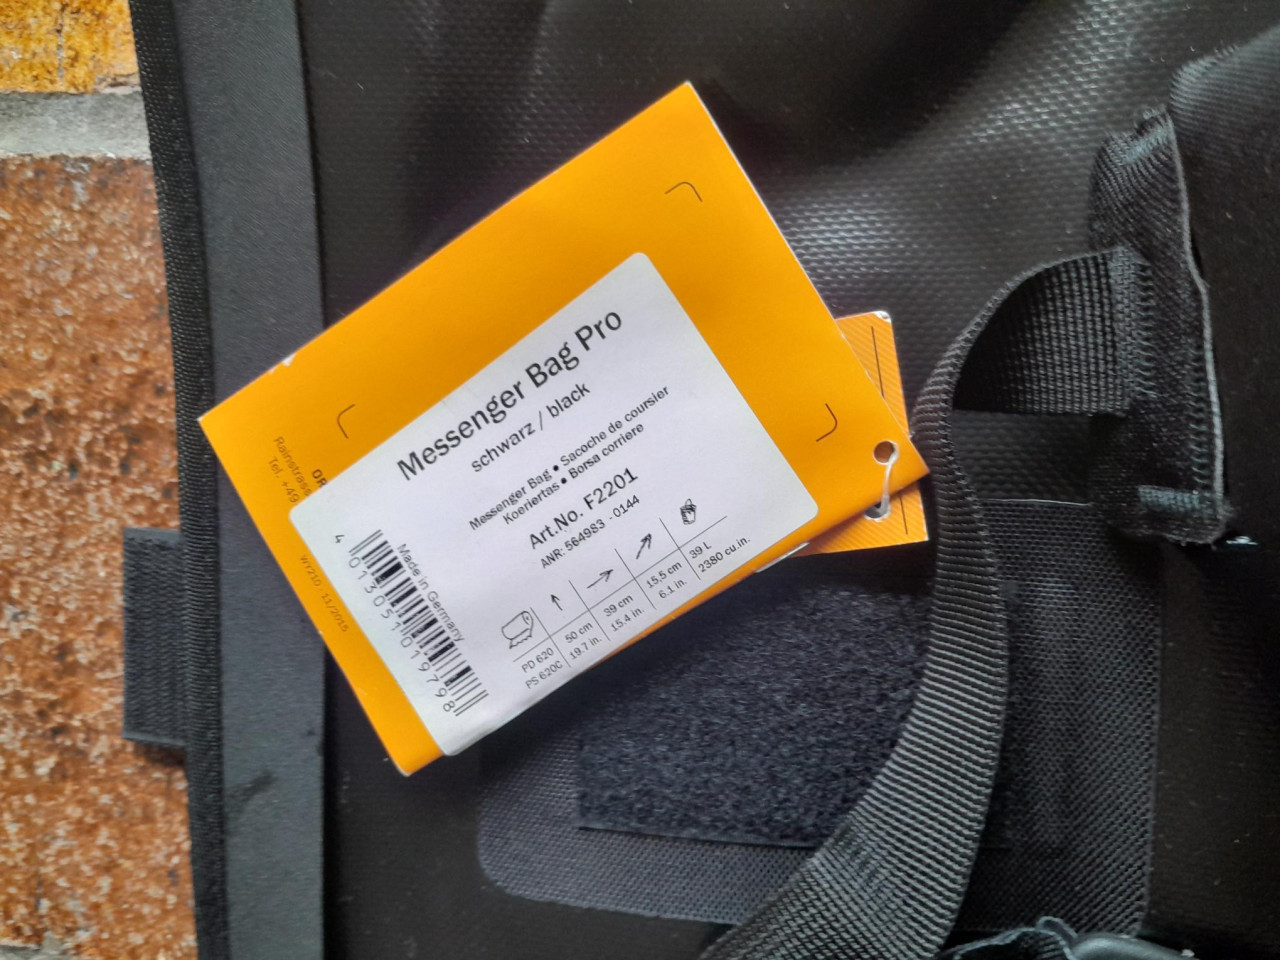 Messenger Bag Pro
schwarz / black
Messenger Bag • Sacoche de coursier
Koeriertas • Borsa corriere
Art.No. F2201
ANR: 564983 - 0144
PD 620 50 cm 39 cm 15,5 cm 39 L
PS 620C 19.7 in. 15.4 in. 6.1 in. 2380 cu.in.
Made in Germany
4 013051 019798
OR
Rainstrass
Tel. +49
WY210 · 11/2015